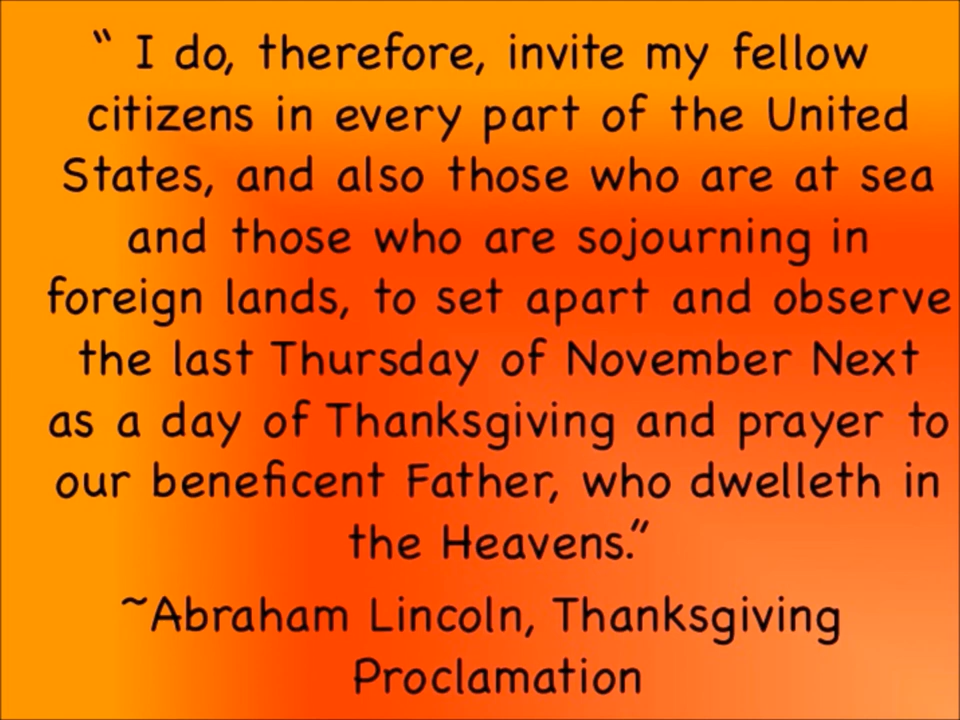 “ I do, therefore, invite my fellow
citizens in every part of the United
States, and also those who are at sea
and those who are sojourning in
foreign lands, to set apart and observe
the last Thursday of November Next
as a day of Thanksgiving and prayer to
our beneficent Father, who dwelleth in
the Heavens.”
~Abraham Lincoln, Thanksgiving
Proclamation